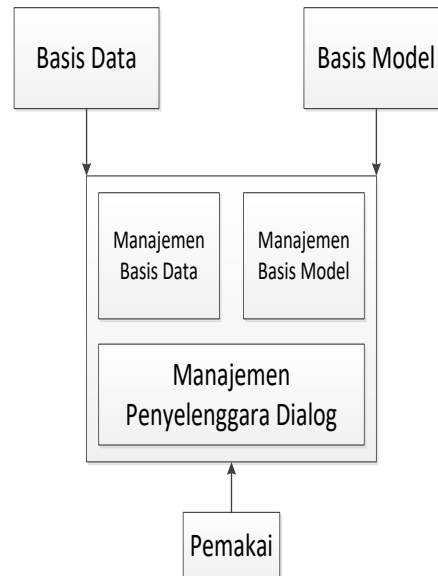 Basis Data
Basis Model
Manajemen
Basis Data
Manajemen
Basis Model
Manajemen
Penyelenggara Dialog
Pemakai